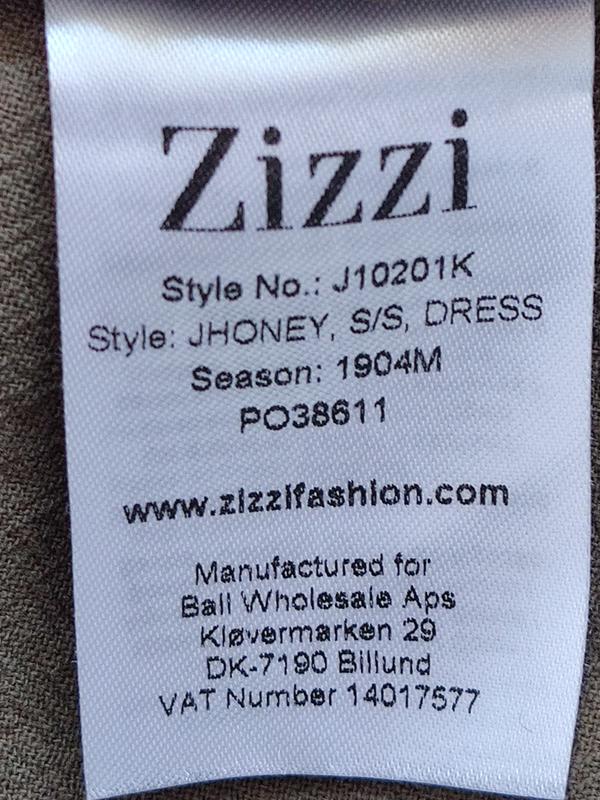 Zizzi
Style No.: J10201K
Style: JHONEY, S/S, DRESS
Season: 1904M
PO38611
www.zizzifashion.com
Manufactured for
Ball Wholesale Aps
Kløvermarken 29
DK-7190 Billund
VAT Number 14017577